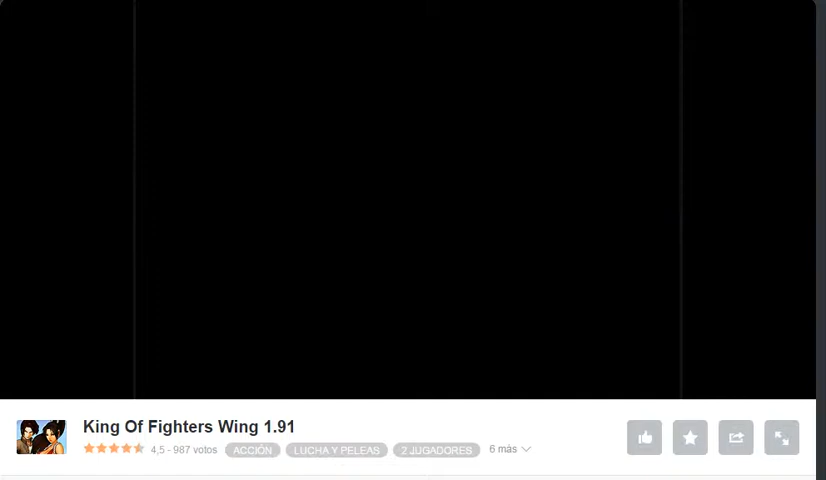 King Of Fighters Wing 1.91
4,5 - 987 votos ACCIÓN LUCHA Y PELEAS 2 JUGADORES 6 más